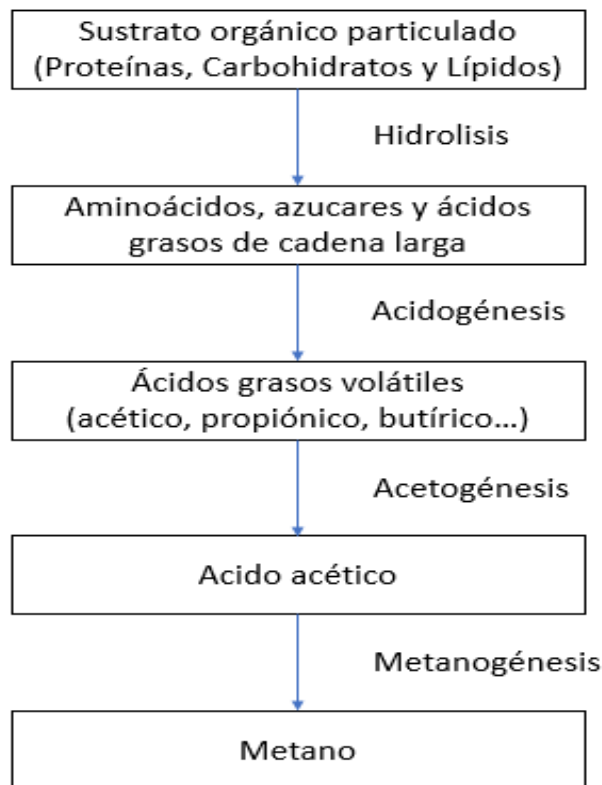 Sustrato orgánico particulado
(Proteínas, Carbohidratos y Lípidos)
Hidrolisis
Aminoácidos, azucares y ácidos
grasos de cadena larga
Acidogénesis
Ácidos grasos volátiles
(acético, propiónico, butírico...)
Acetogénesis
Acido acético
Metanogénesis
Metano